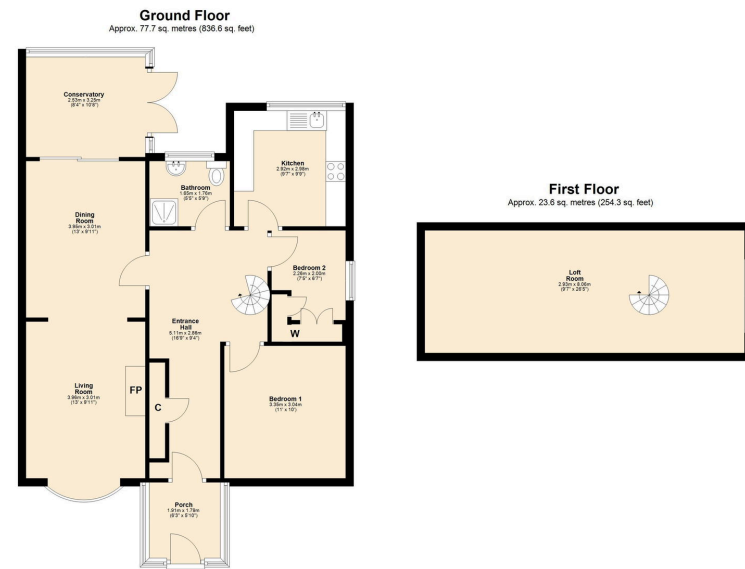 Ground Floor
Approx. 77.7 sq. metres (836.6 sq. feet)
Conservatory
2.53m x 3.25m
(8'4" x 10'8")
Kitchen
2.92m x 2.98m
(9'7" x 9'9")
Bathroom
1.65m x 1.76m
(5'5" x 5'9")
Dining
Room
3.96m x 3.01m
(13' x 9'11")
Bedroom 2
2.26m x 2.00m
(7'5" x 6'7")
Entrance
Hall
5.11m x 2.86m
(16'9" x 9'4")
W
Living
Room
3.96m x 3.01m
(13' x 9'11")
FP
C
Bedroom 1
3.35m x 3.04m
(11' x 10')
Porch
1.91m x 1.78m
(6'3" x 5'10")
First Floor
Approx. 23.6 sq. metres (254.3 sq. feet)
Loft
Room
2.93m x 8.06m
(9'7" x 26'5")